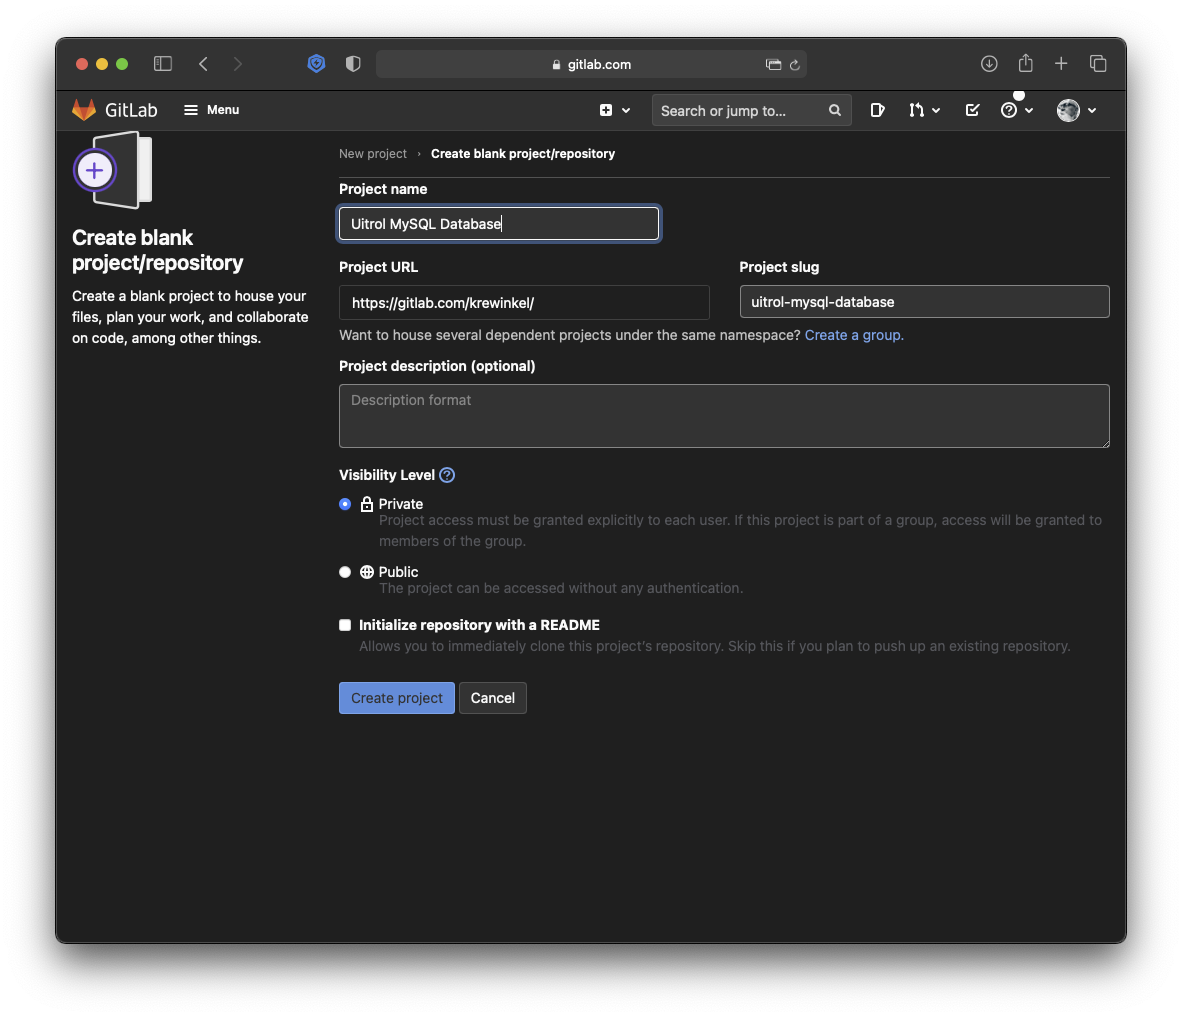 gitlab.com
GitLab
Menu
Search or jump to...
New project › Create blank project/repository
Create blank
project/repository
Create a blank project to house your
files, plan your work, and collaborate
on code, among other things.
Project name
Uitrol MySQL Database
Project URL
Project slug
https://gitlab.com/krewinkel/
uitrol-mysql-database
Want to house several dependent projects under the same namespace? Create a group.
Project description (optional)
Description format
Visibility Level
Private
Project access must be granted explicitly to each user. If this project is part of a group, access will be granted to
members of the group.
Public
The project can be accessed without any authentication.
Initialize repository with a README
Allows you to immediately clone this project's repository. Skip this if you plan to push up an existing repository.
Create project
Cancel